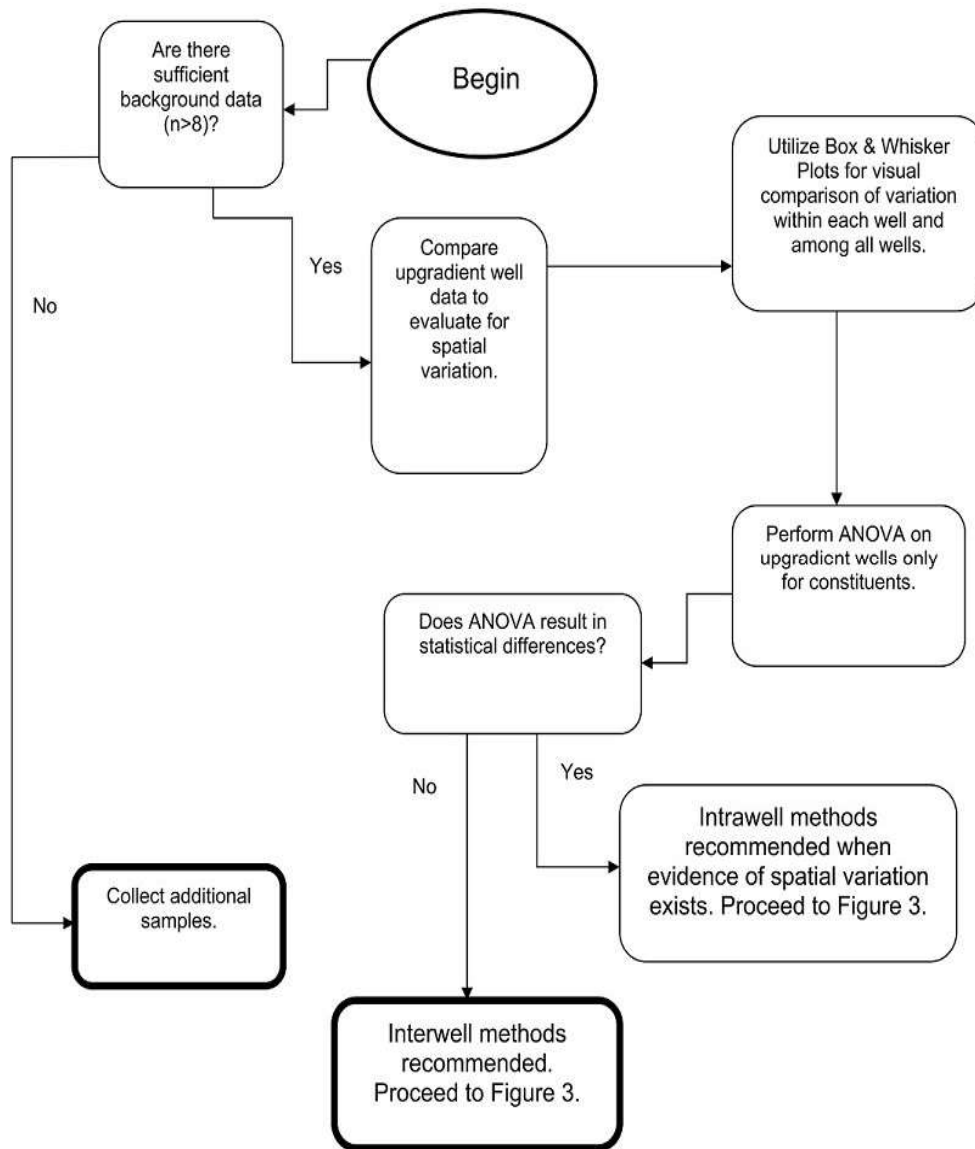 Begin
Are there
sufficient
background data
(n>8)?
No
Yes
Compare
upgradient well
data to
evaluate for
spatial
variation.
Utilize Box & Whisker
Plots for visual
comparison of variation
within each well and
among all wells.
Perform ANOVA on
upgradient wells only
for constituents.
Does ANOVA result in
statistical differences?
No
Yes
Intrawell methods
recommended when
evidence of spatial variation
exists. Proceed to Figure 3.
Collect additional
samples.
Interwell methods
recommended.
Proceed to Figure 3.